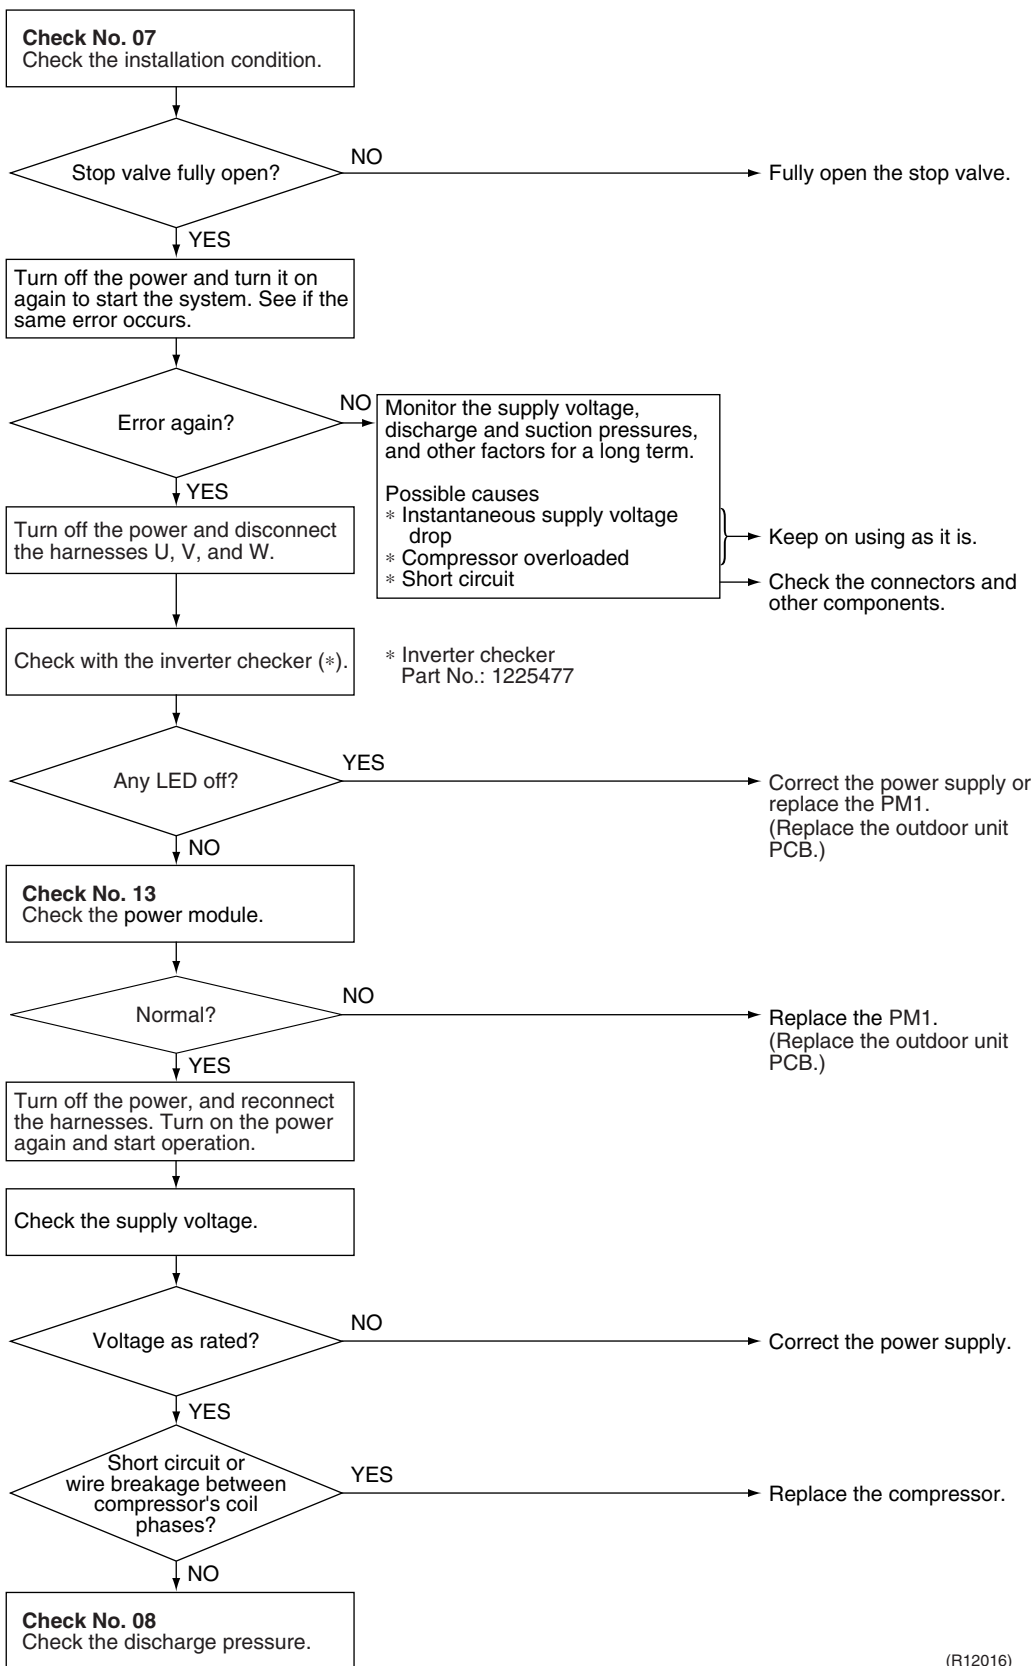 Check No. 07
Check the installation condition.
Stop valve fully open?
NO
Fully open the stop valve.
YES
Turn off the power and turn it on
again to start the system. See if the
same error occurs.
Error again?
NO
Monitor the supply voltage,
discharge and suction pressures,
and other factors for a long term.
Possible causes
* Instantaneous supply voltage
drop
* Compressor overloaded
* Short circuit
Keep on using as it is.
Check the connectors and
other components.
YES
Turn off the power and disconnect
the harnesses U, V, and W.
Check with the inverter checker (*).
* Inverter checker
Part No.: 1225477
Any LED off?
YES
Correct the power supply or
replace the PM1.
(Replace the outdoor unit
PCB.)
NO
Check No. 13
Check the power module.
Normal?
NO
Replace the PM1.
(Replace the outdoor unit
PCB.)
YES
Turn off the power, and reconnect
the harnesses. Turn on the power
again and start operation.
Check the supply voltage.
Voltage as rated?
NO
Correct the power supply.
YES
Short circuit or
wire breakage between
compressor's coil
phases?
YES
Replace the compressor.
NO
Check No. 08
Check the discharge pressure.
(R12016)